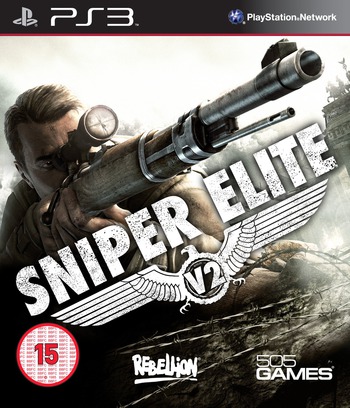 PS3
PlayStation®Network
SNIPER ELITE
V2
15
REBELLION
505
GAMES